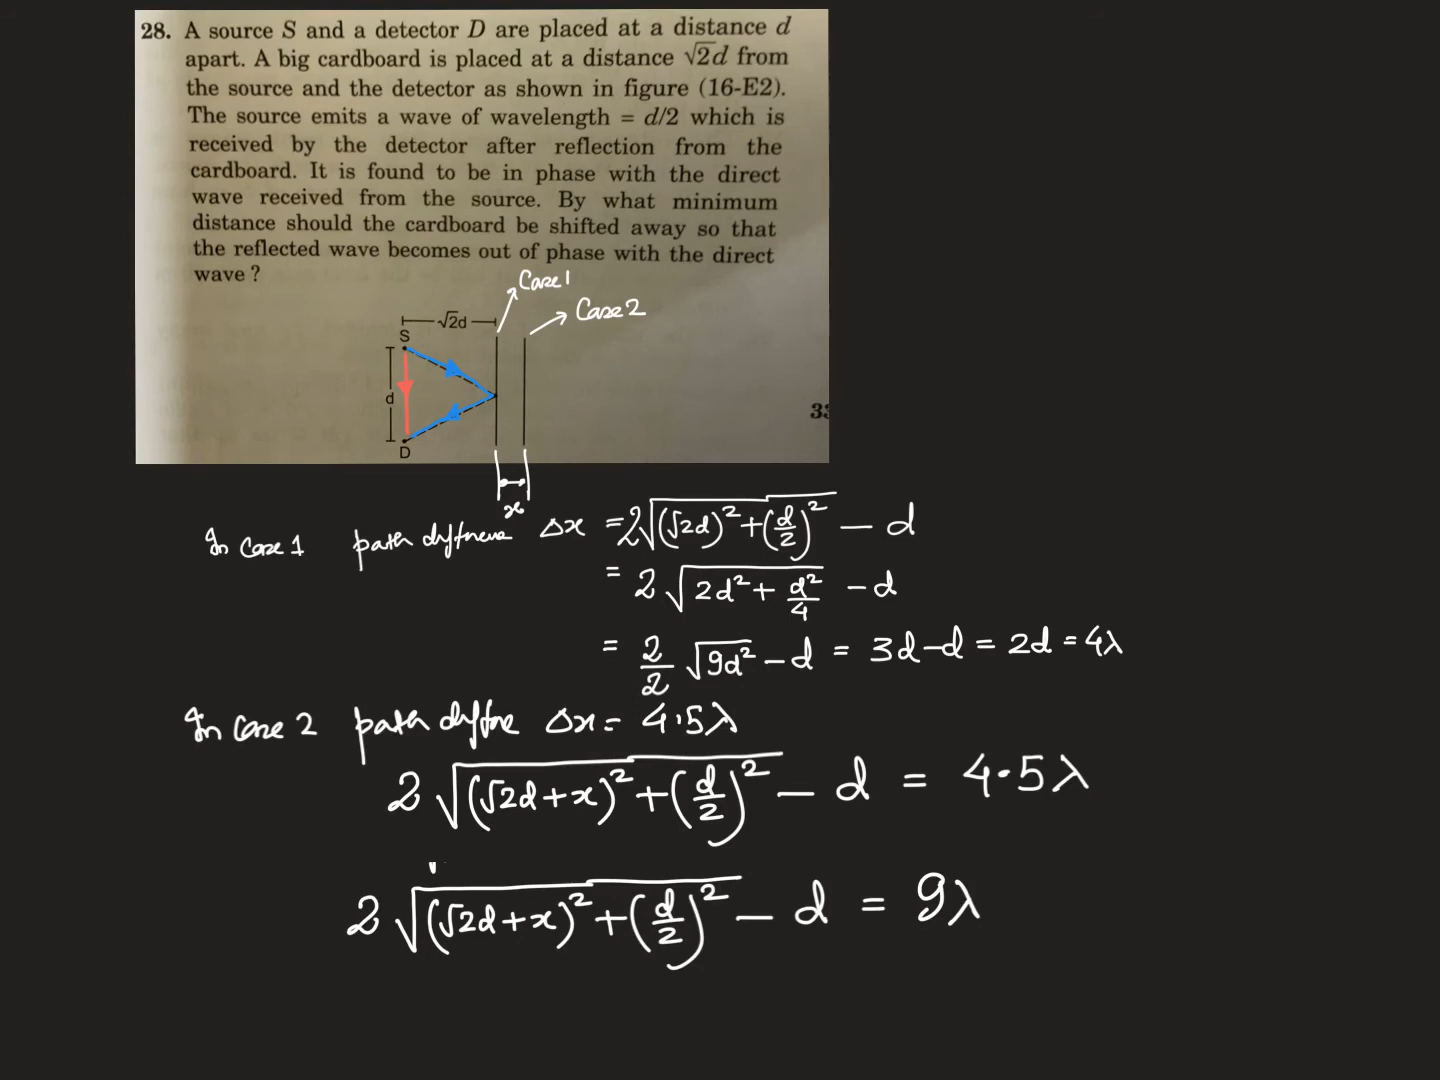 28. A source S and a detector D are placed at a distance d
apart. A big cardboard is placed at a distance √2d from
the source and the detector as shown in figure (16-E2).
The source emits a wave of wavelength = d/2 which is
received by the detector after reflection from the
cardboard. It is found to be in phase with the direct
wave received from the source. By what minimum
distance should the cardboard be shifted away so that
the reflected wave becomes out of phase with the direct
wave ?
Case 1
Case 2
√2d
S
d
D
x
In Case 1 path difference Δx = 2√((√2d)² + (d/2)²) − d
= 2√(2d² + d²/4) − d
= 2/2 √9d² − d = 3d−d = 2d = 4λ
In Case 2 path diffne Δx = 4.5λ
2√((√2d+x)² + (d/2)²) − d = 4.5λ
2√((√2d+x)² + (d/2)²) − d = 9λ